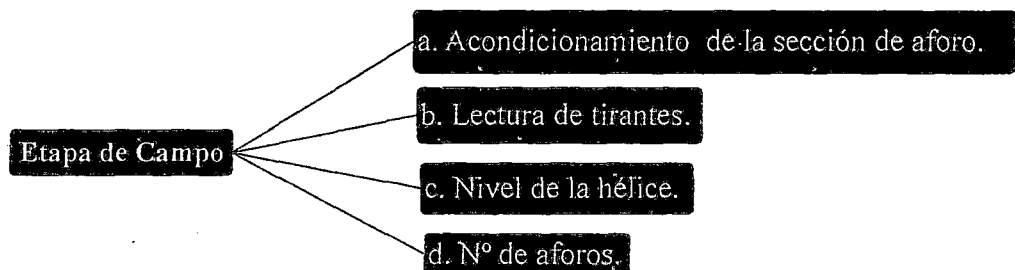 a. Acondicionamiento de la sección de aforo.
b. Lectura de tirantes.
Etapa de Campo
c. Nivel de la hélice.
d. Nº de aforos.